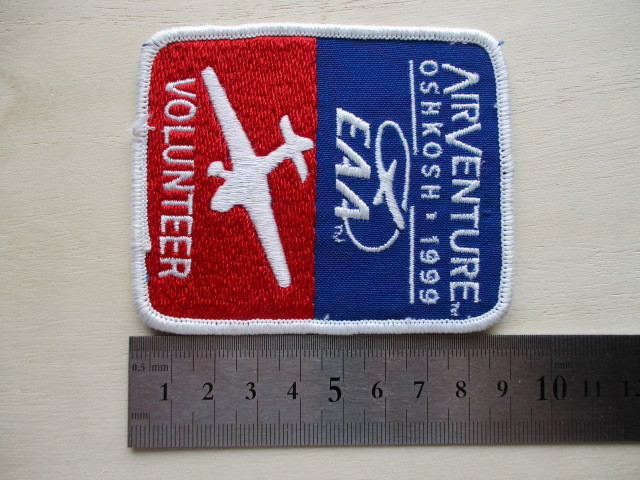 AIRVENTURE™
OSHKOSH • 1999
EAA™
VOLUNTEER
0.5 mm
1 2 3 4 5 6 7 8 9 10 11 12
mm